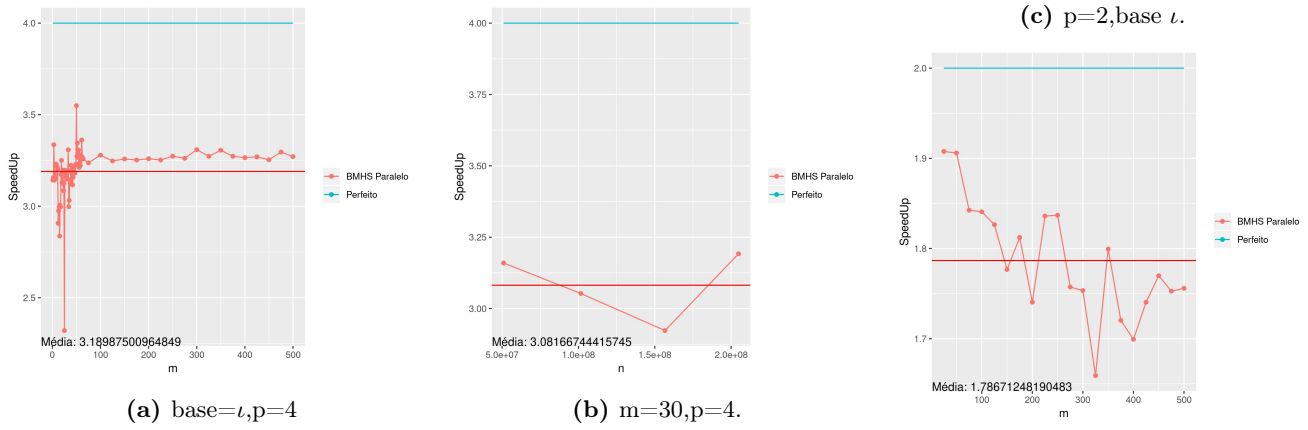 4.0
3.5
3.0
2.5
SpeedUp
Média: 3.18987500964849
0
100
200
300
400
500
m
BMHS Paralelo
Perfeito
(a) base=ι,p=4
4.00
3.75
3.50
3.25
3.00
SpeedUp
Média: 3.08166744415745
5.0e+07
1.0e+08
1.5e+08
2.0e+08
n
BMHS Paralelo
Perfeito
(b) m=30,p=4.
(c) p=2,base ι.
2.0
1.9
1.8
1.7
SpeedUp
Média: 1.78671248190483
100
200
300
400
500
m
BMHS Paralelo
Perfeito